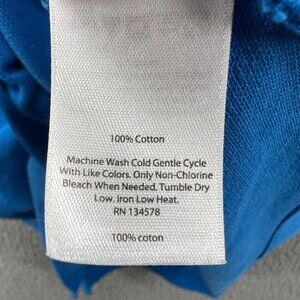 100% Cotton
Machine Wash Cold Gentle Cycle
With Like Colors. Only Non-Chlorine
Bleach When Needed. Tumble Dry
Low. Iron Low Heat.
RN 134578
100% coton